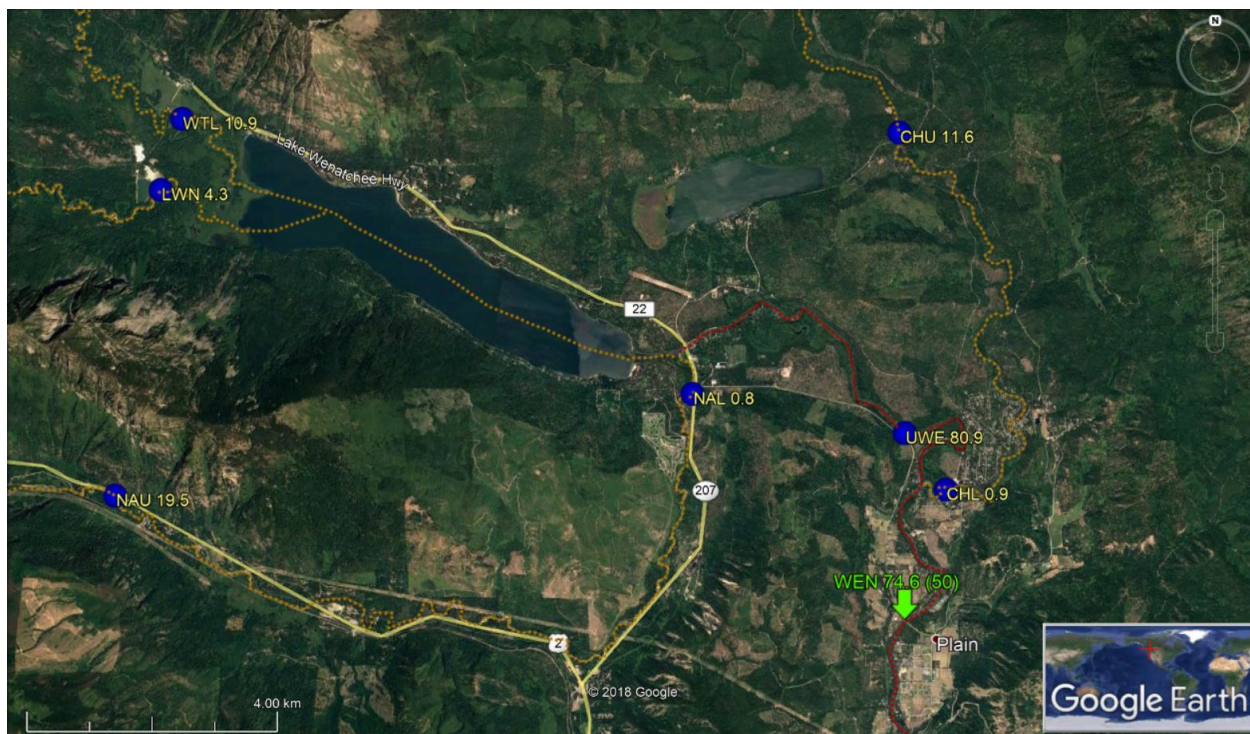 N
WTL 10.9
Lake Wenatchee Hwy
CHU 11.6
LWN 4.3
22
NAL 0.8
UWE 80.9
NAU 19.5
207
CHL 0.9
WEN 74.6 (50)
2
Plain
© 2018 Google
4.00 km
Google Earth